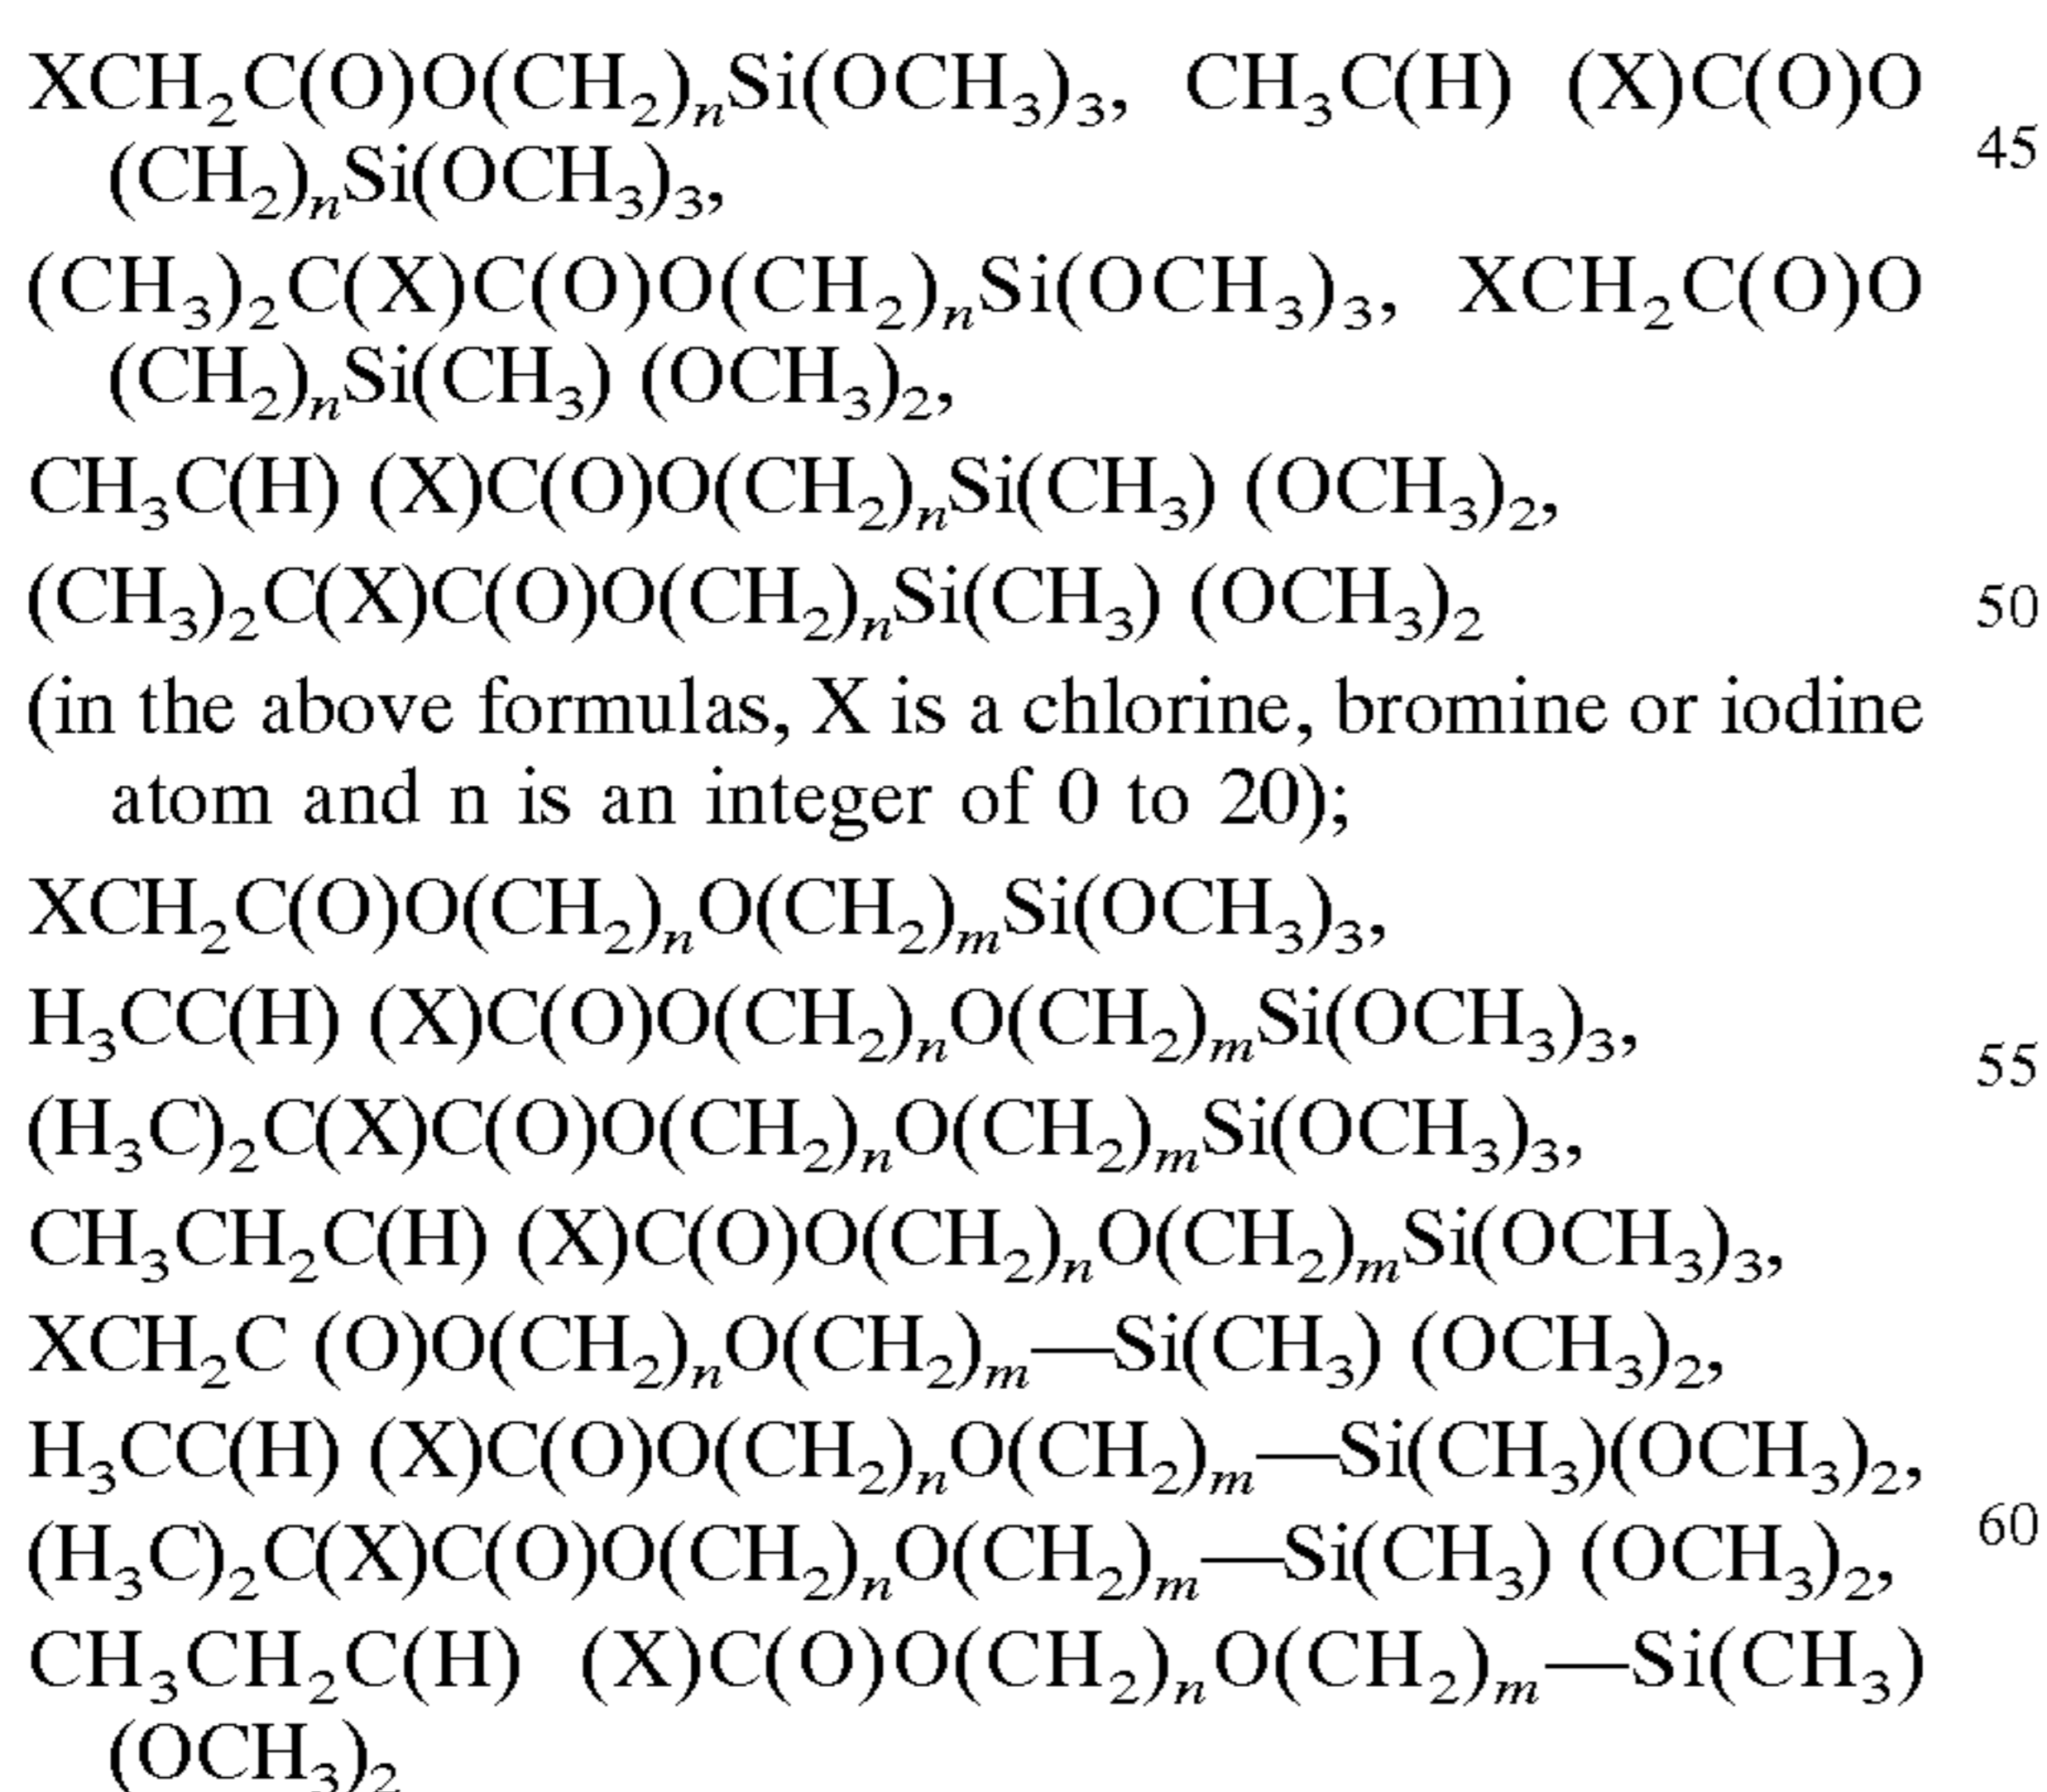 XCH₂C(O)O(CH₂)ₙSi(OCH₃)₃, CH₃C(H) (X)C(O)O
(CH₂)ₙSi(OCH₃)₃,
45
(CH₃)₂C(X)C(O)O(CH₂)ₙSi(OCH₃)₃, XCH₂C(O)O
(CH₂)ₙSi(CH₃) (OCH₃)₂,
CH₃C(H) (X)C(O)O(CH₂)ₙSi(CH₃) (OCH₃)₂,
(CH₃)₂C(X)C(O)O(CH₂)ₙSi(CH₃) (OCH₃)₂
50
(in the above formulas, X is a chlorine, bromine or iodine
atom and n is an integer of 0 to 20);
XCH₂C(O)O(CH₂)ₙO(CH₂)ₘSi(OCH₃)₃,
H₃CC(H) (X)C(O)O(CH₂)ₙO(CH₂)ₘSi(OCH₃)₃,
55
(H₃C)₂C(X)C(O)O(CH₂)ₙO(CH₂)ₘSi(OCH₃)₃,
CH₃CH₂C(H) (X)C(O)O(CH₂)ₙO(CH₂)ₘSi(OCH₃)₃,
XCH₂C (O)O(CH₂)ₙO(CH₂)ₘ—Si(CH₃) (OCH₃)₂,
H₃CC(H) (X)C(O)O(CH₂)ₙO(CH₂)ₘ—Si(CH₃)(OCH₃)₂,
60
(H₃C)₂C(X)C(O)O(CH₂)ₙO(CH₂)ₘ—Si(CH₃) (OCH₃)₂,
CH₃CH₂C(H) (X)C(O)O(CH₂)ₙO(CH₂)ₘ—Si(CH₃)
(OCH₃)₂